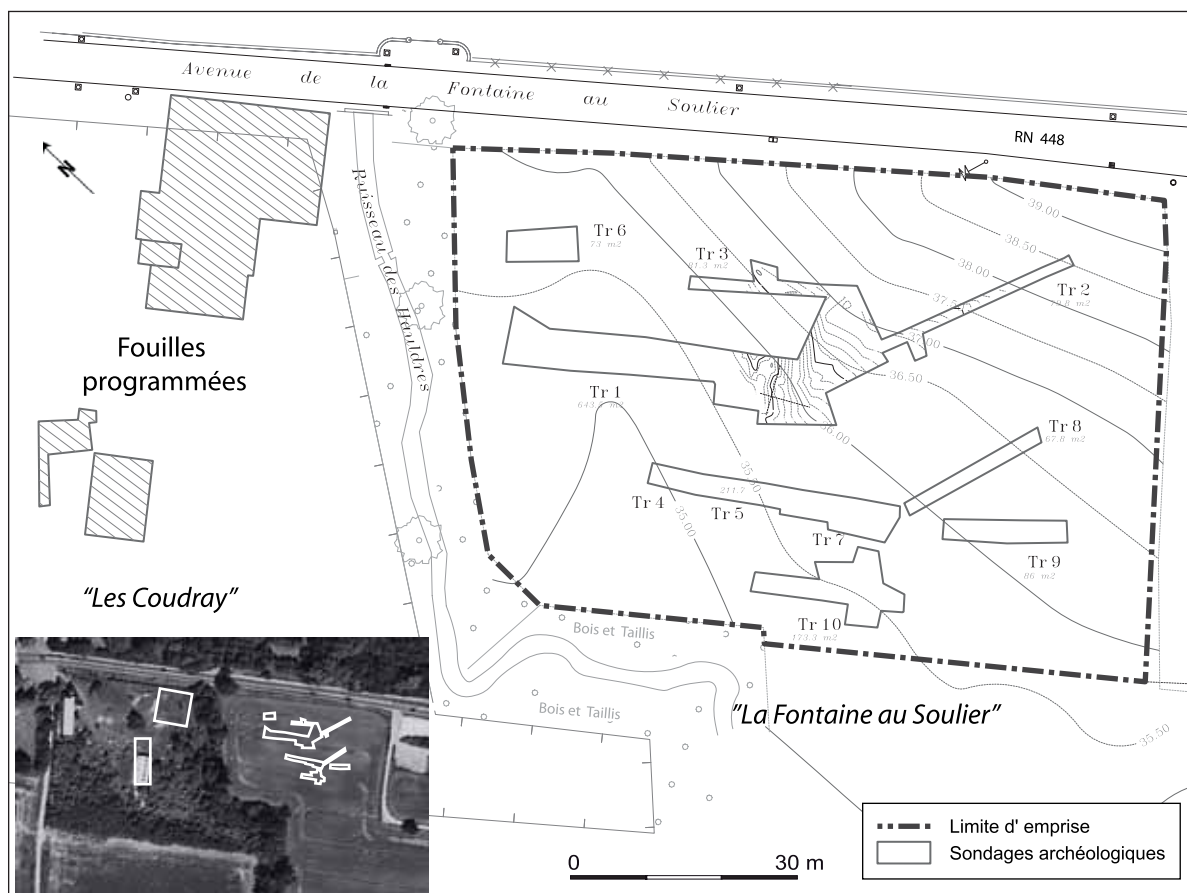 Avenue de la Fontaine au Soulier
RN 448
N
N
Ruisseau des Hauldres
39.00
38.50
38.00
37.00
36.50
36.00
35.50
35.00
35.50
Tr 6
73 m2
Tr 3
81.3 m2
Tr 2
Tr 1
Tr 8
67.8 m2
Tr 4
211.7
Tr 5
Tr 7
Tr 9
86 m2
Tr 10
173.3 m2
Fouilles
programmées
"Les Coudray"
Bois et Taillis
Bois et Taillis
"La Fontaine au Soulier"
Limite d' emprise
Sondages archéologiques
0 30 m